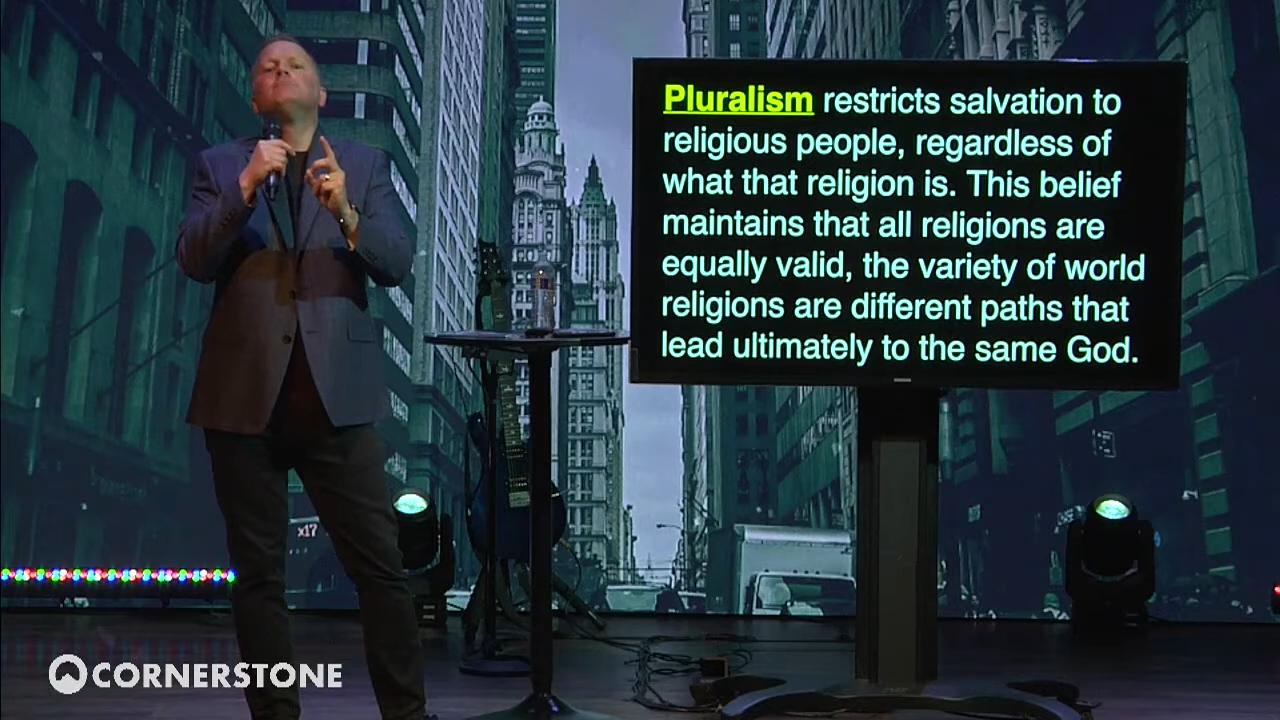 Pluralism restricts salvation to
religious people, regardless of
what that religion is. This belief
maintains that all religions are
equally valid, the variety of world
religions are different paths that
lead ultimately to the same God.
x17
CORNERSTONE